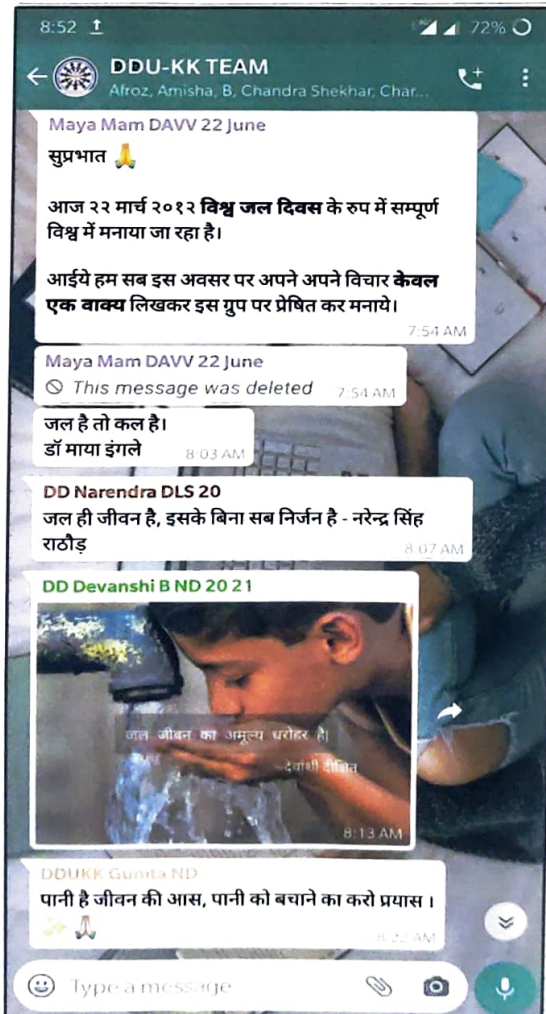 8:52
72%
DDU-KK TEAM
Afroz, Amisha, B, Chandra Shekhar, Char...
Maya Mam DAVV 22 June
सुप्रभात 🙏
आज २२ मार्च २०१२ विश्व जल दिवस के रुप में सम्पूर्ण
विश्व में मनाया जा रहा है।
आईये हम सब इस अवसर पर अपने अपने विचार केवल
एक वाक्य लिखकर इस ग्रुप पर प्रेषित कर मनाये।
7:54 AM
Maya Mam DAVV 22 June
This message was deleted 7:54 AM
जल है तो कल है।
डॉ माया इंगले 8:03 AM
DD Narendra DLS 20
जल ही जीवन है, इसके बिना सब निर्जन है - नरेन्द्र सिंह
राठौड़ 8:07 AM
DD Devanshi B ND 20 21
जल जीवन का अमूल्य धरोहर है|
-देवांशी दीक्षित
8:13 AM
DDUKK Gunita ND
पानी है जीवन की आस, पानी को बचाने का करो प्रयास ।
✨🙏 8:22 AM
Type a message